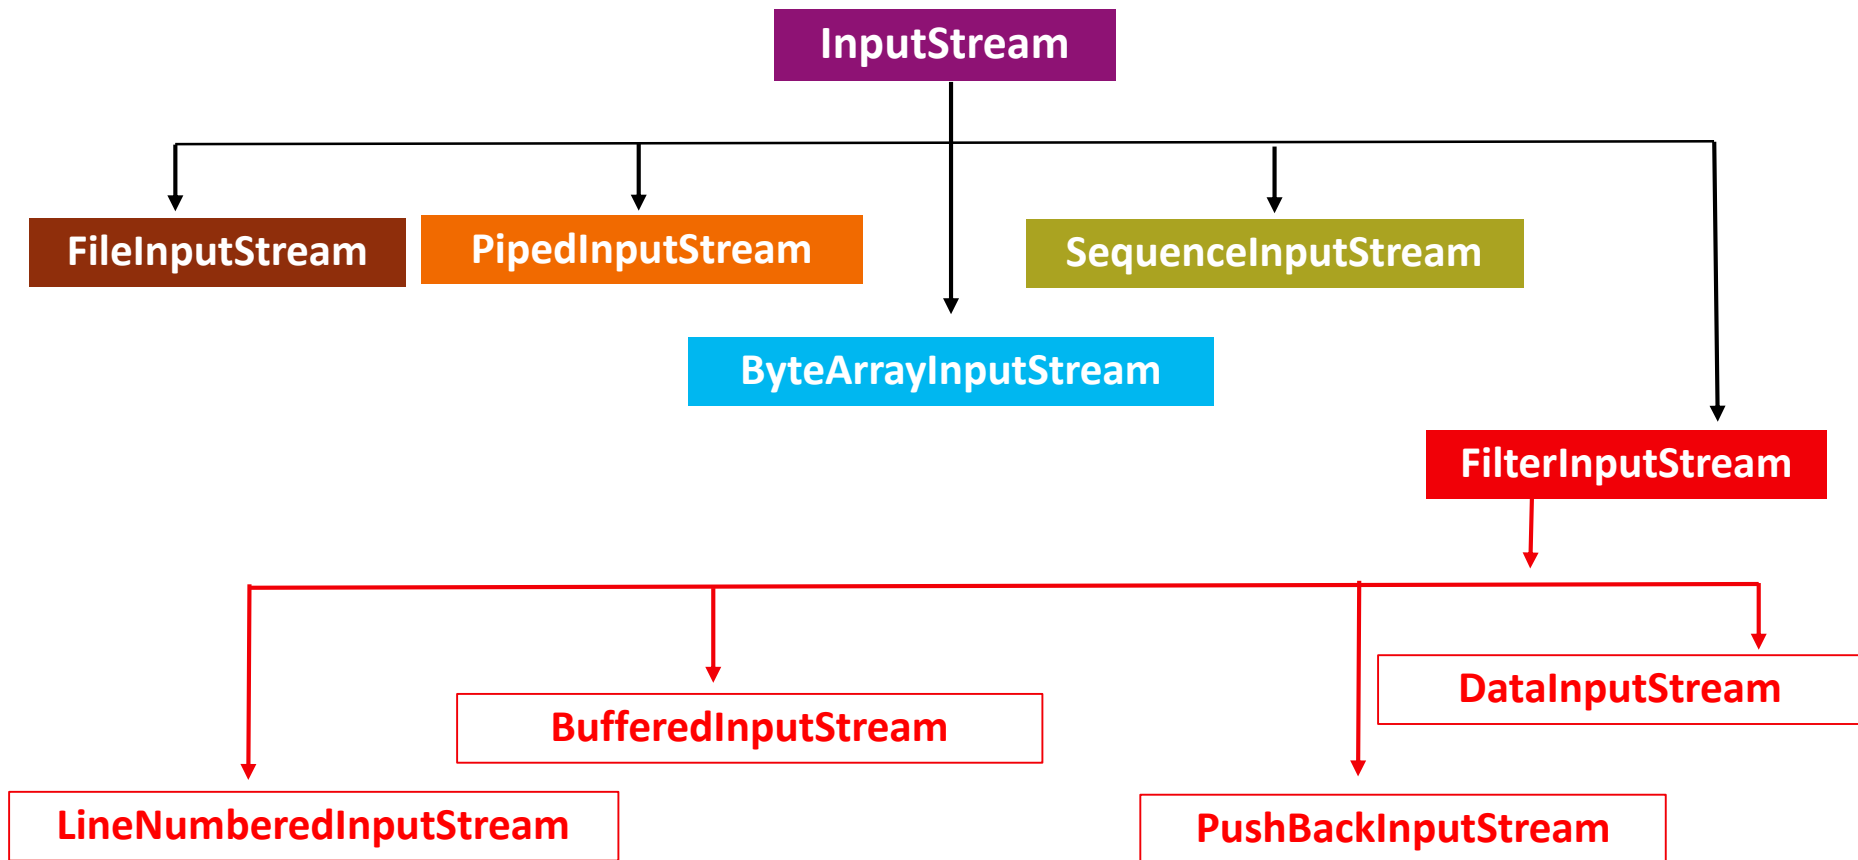 InputStream
FileInputStream
PipedInputStream
SequenceInputStream
ByteArrayInputStream
FilterInputStream
DataInputStream
BufferedInputStream
LineNumberedInputStream
PushBackInputStream